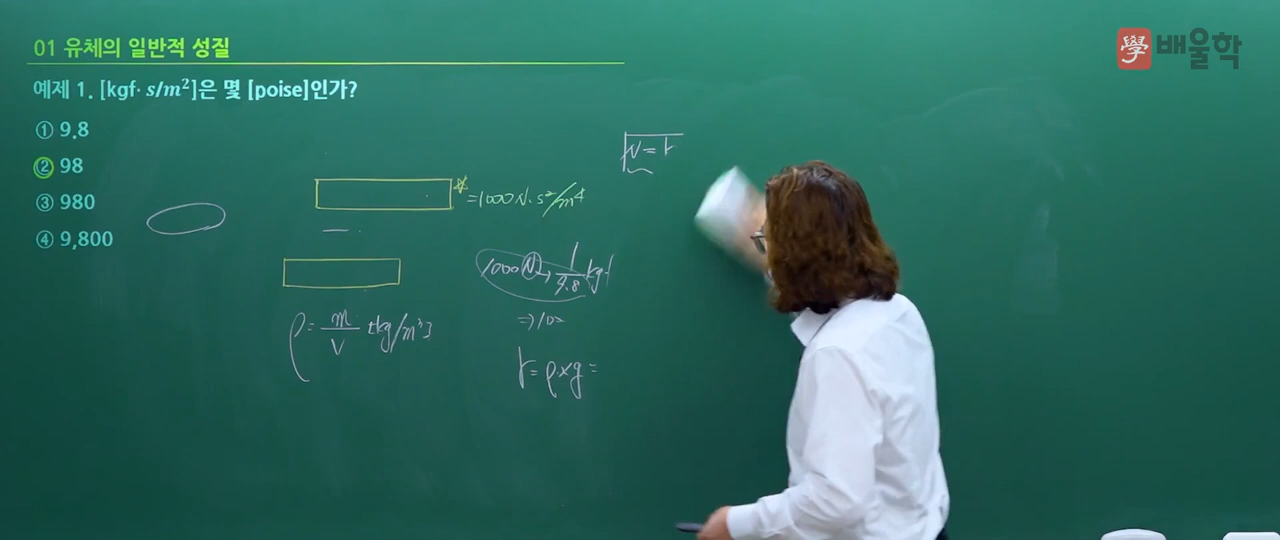 01 유체의 일반적 성질
學배울학
예제 1. [kgf· s/m²]은 몇 [poise]인가?
① 9.8
② 98
③ 980
④ 9,800
=1000N·s²/m⁴
1000N → 1/9.8 kgf
ρ = m/V [kg/m³]
⇒100
r = ρ×g =